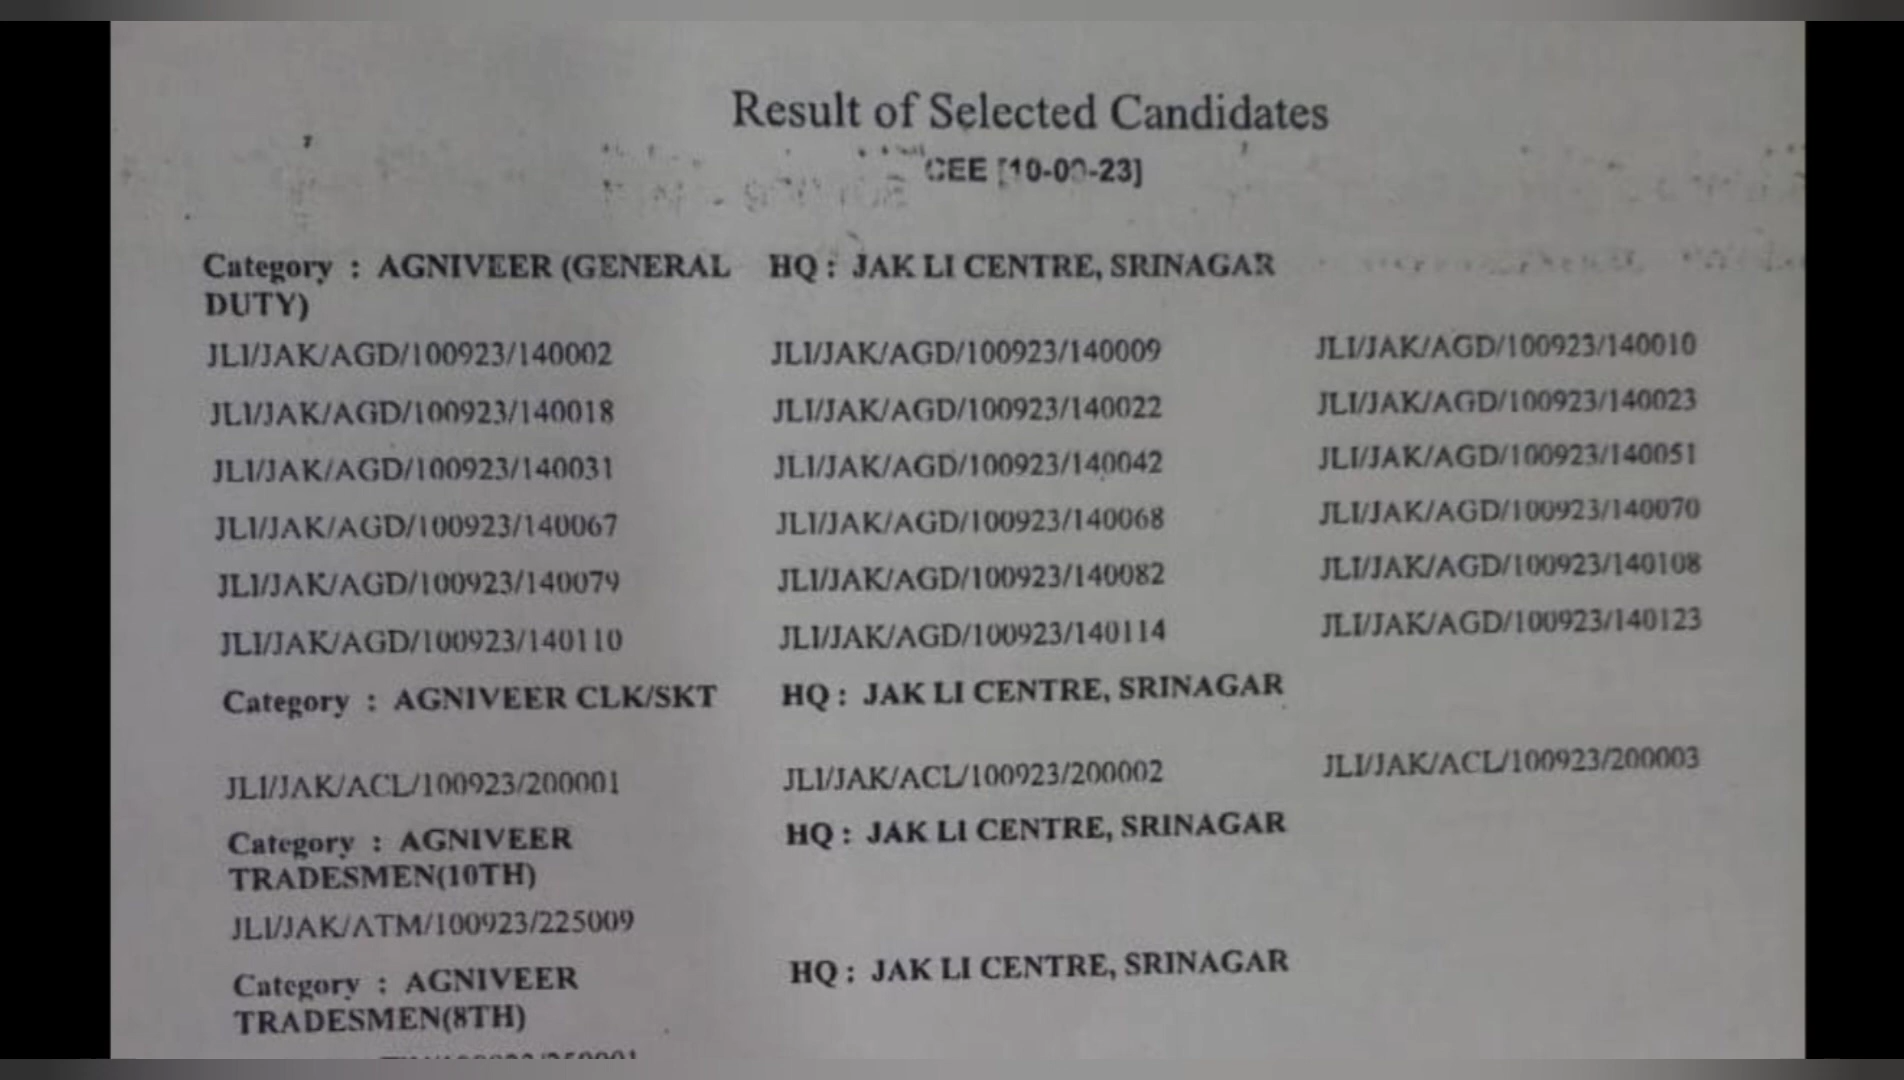 Result of Selected Candidates
CEE [10-09-23]
Category : AGNIVEER (GENERAL DUTY) HQ : JAK LI CENTRE, SRINAGAR
JLI/JAK/AGD/100923/140002 JLI/JAK/AGD/100923/140009 JLI/JAK/AGD/100923/140010
JLI/JAK/AGD/100923/140018 JLI/JAK/AGD/100923/140022 JLI/JAK/AGD/100923/140023
JLI/JAK/AGD/100923/140031 JLI/JAK/AGD/100923/140042 JLI/JAK/AGD/100923/140051
JLI/JAK/AGD/100923/140067 JLI/JAK/AGD/100923/140068 JLI/JAK/AGD/100923/140070
JLI/JAK/AGD/100923/140079 JLI/JAK/AGD/100923/140082 JLI/JAK/AGD/100923/140108
JLI/JAK/AGD/100923/140110 JLI/JAK/AGD/100923/140114 JLI/JAK/AGD/100923/140123
Category : AGNIVEER CLK/SKT HQ : JAK LI CENTRE, SRINAGAR
JLI/JAK/ACL/100923/200001 JLI/JAK/ACL/100923/200002 JLI/JAK/ACL/100923/200003
Category : AGNIVEER HQ : JAK LI CENTRE, SRINAGAR
TRADESMEN(10TH)
JLI/JAK/ATM/100923/225009
Category : AGNIVEER HQ : JAK LI CENTRE, SRINAGAR
TRADESMEN(8TH)